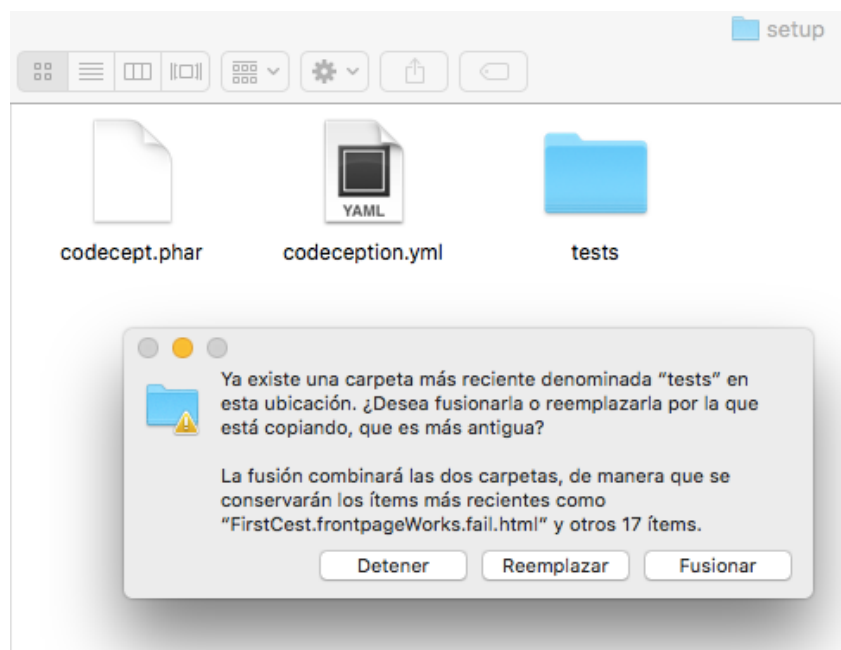 setup
YAML
codecept.phar
codeception.yml
tests
Ya existe una carpeta más reciente denominada “tests” en
esta ubicación. ¿Desea fusionarla o reemplazarla por la que
está copiando, que es más antigua?
La fusión combinará las dos carpetas, de manera que se
conservarán los ítems más recientes como
“FirstCest.frontpageWorks.fail.html” y otros 17 ítems.
Detener
Reemplazar
Fusionar